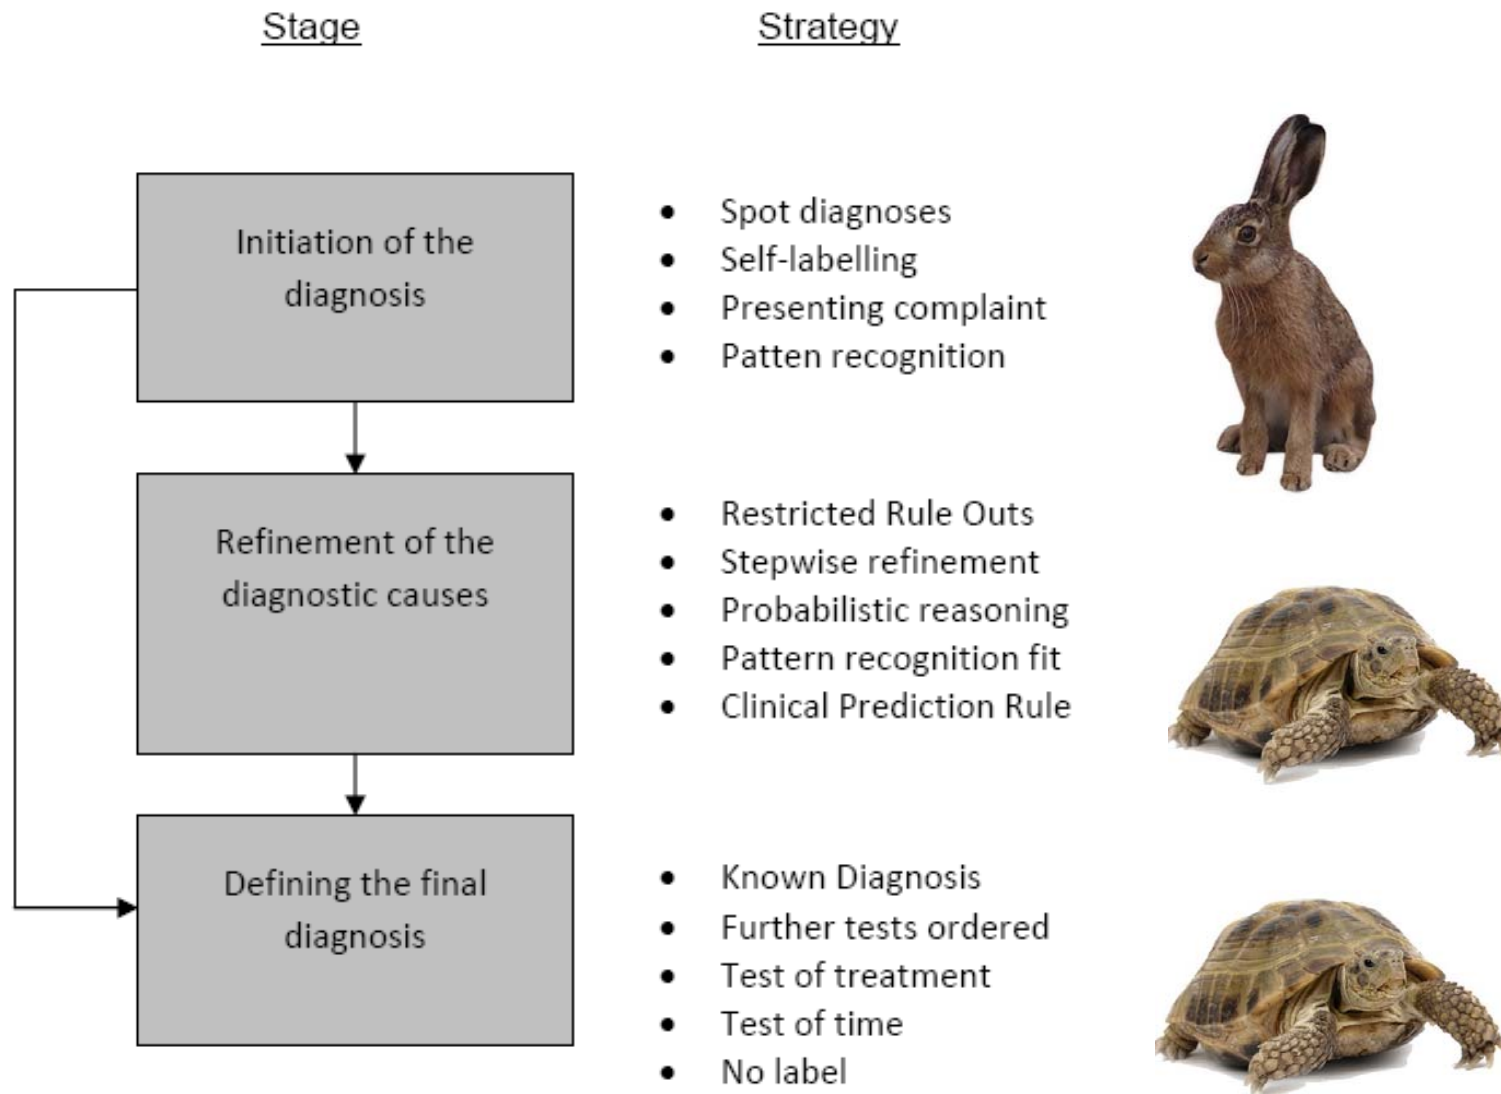 Stage
Strategy
Initiation of the
diagnosis
Spot diagnoses
Self-labelling
Presenting complaint
Patten recognition
Refinement of the
diagnostic causes
Restricted Rule Outs
Stepwise refinement
Probabilistic reasoning
Pattern recognition fit
Clinical Prediction Rule
Defining the final
diagnosis
Known Diagnosis
Further tests ordered
Test of treatment
Test of time
No label